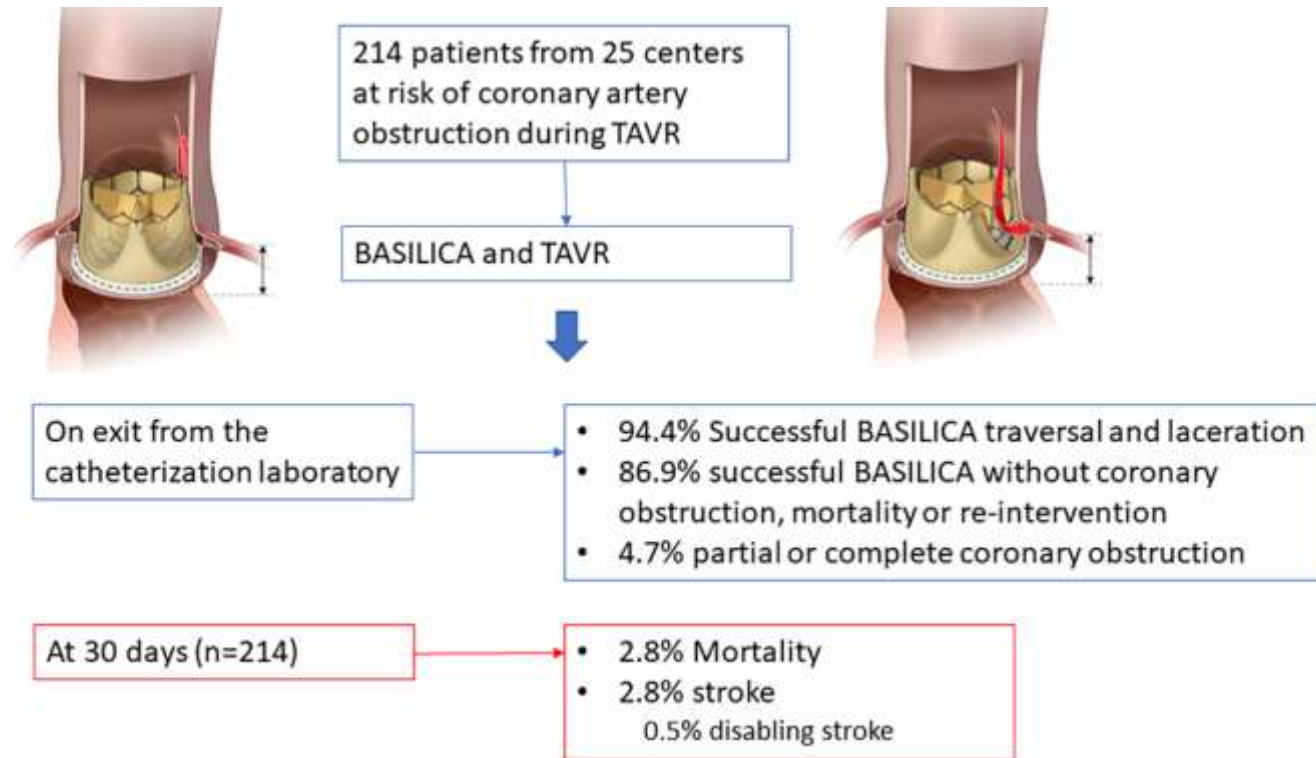 214 patients from 25 centers
at risk of coronary artery
obstruction during TAVR
BASILICA and TAVR
On exit from the
catheterization laboratory
• 94.4% Successful BASILICA traversal and laceration
• 86.9% successful BASILICA without coronary
obstruction, mortality or re-intervention
• 4.7% partial or complete coronary obstruction
At 30 days (n=214)
• 2.8% Mortality
• 2.8% stroke
0.5% disabling stroke